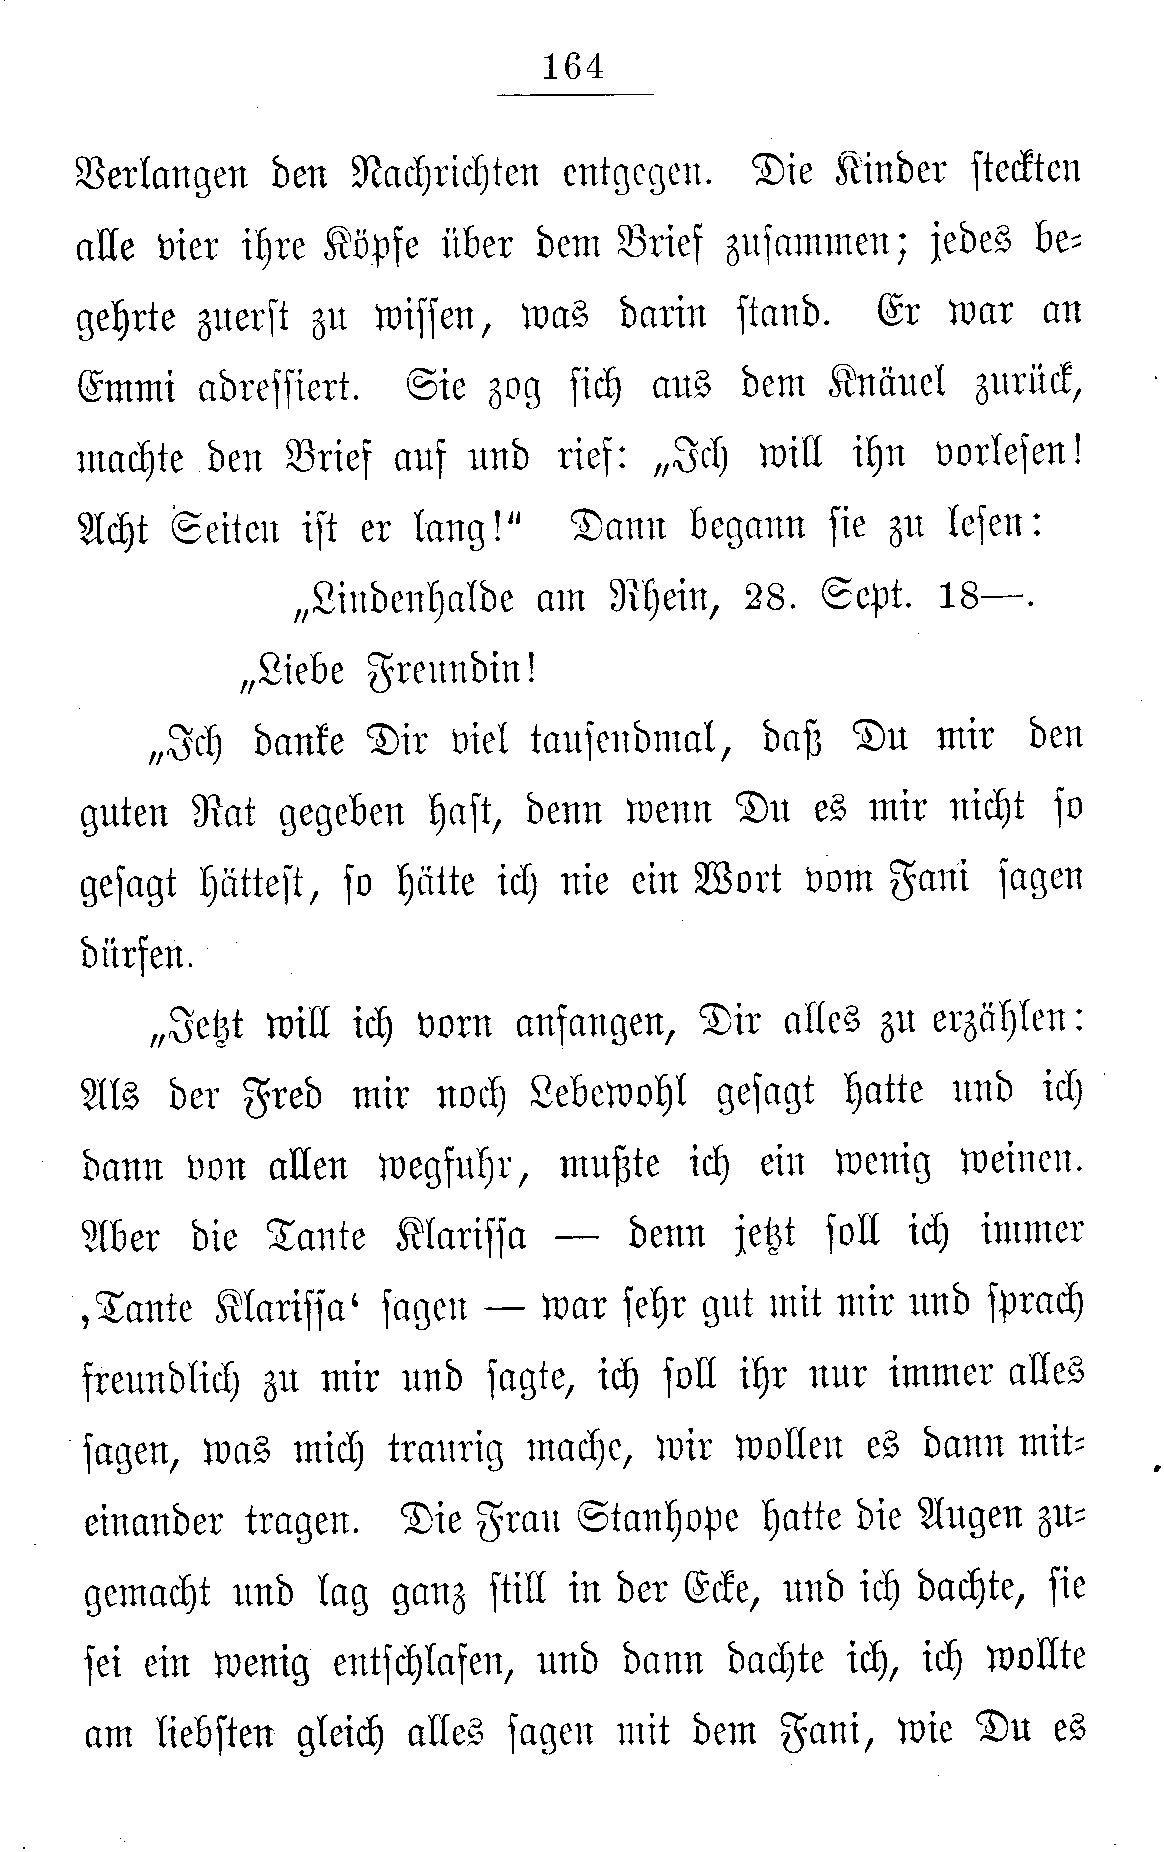 164
Verlangen den Nachrichten entgegen. Die Kinder steckten
alle vier ihre Köpfe über dem Brief zusammen; jedes be-
gehrte zuerst zu wissen, was darin stand. Er war an
Emmi adressiert. Sie zog sich aus dem Knäuel zurück,
machte den Brief auf und rief: „Ich will ihn vorlesen!
Acht Seiten ist er lang!“ Dann begann sie zu lesen:
„Lindenhalde am Rhein, 28. Sept. 18—.
„Liebe Freundin!
„Ich danke Dir viel tausendmal, daß Du mir den
guten Rat gegeben hast, denn wenn Du es mir nicht so
gesagt hättest, so hätte ich nie ein Wort vom Fani sagen
dürfen.
„Jetzt will ich vorn anfangen, Dir alles zu erzählen:
Als der Fred mir noch Lebewohl gesagt hatte und ich
dann von allen wegfuhr, mußte ich ein wenig weinen.
Aber die Tante Klarissa — denn jetzt soll ich immer
‚Tante Klarissa‘ sagen — war sehr gut mit mir und sprach
freundlich zu mir und sagte, ich soll ihr nur immer alles
sagen, was mich traurig mache, wir wollen es dann mit-
einander tragen. Die Frau Stanhope hatte die Augen zu-
gemacht und lag ganz still in der Ecke, und ich dachte, sie
sei ein wenig entschlafen, und dann dachte ich, ich wollte
am liebsten gleich alles sagen mit dem Fani, wie Du es